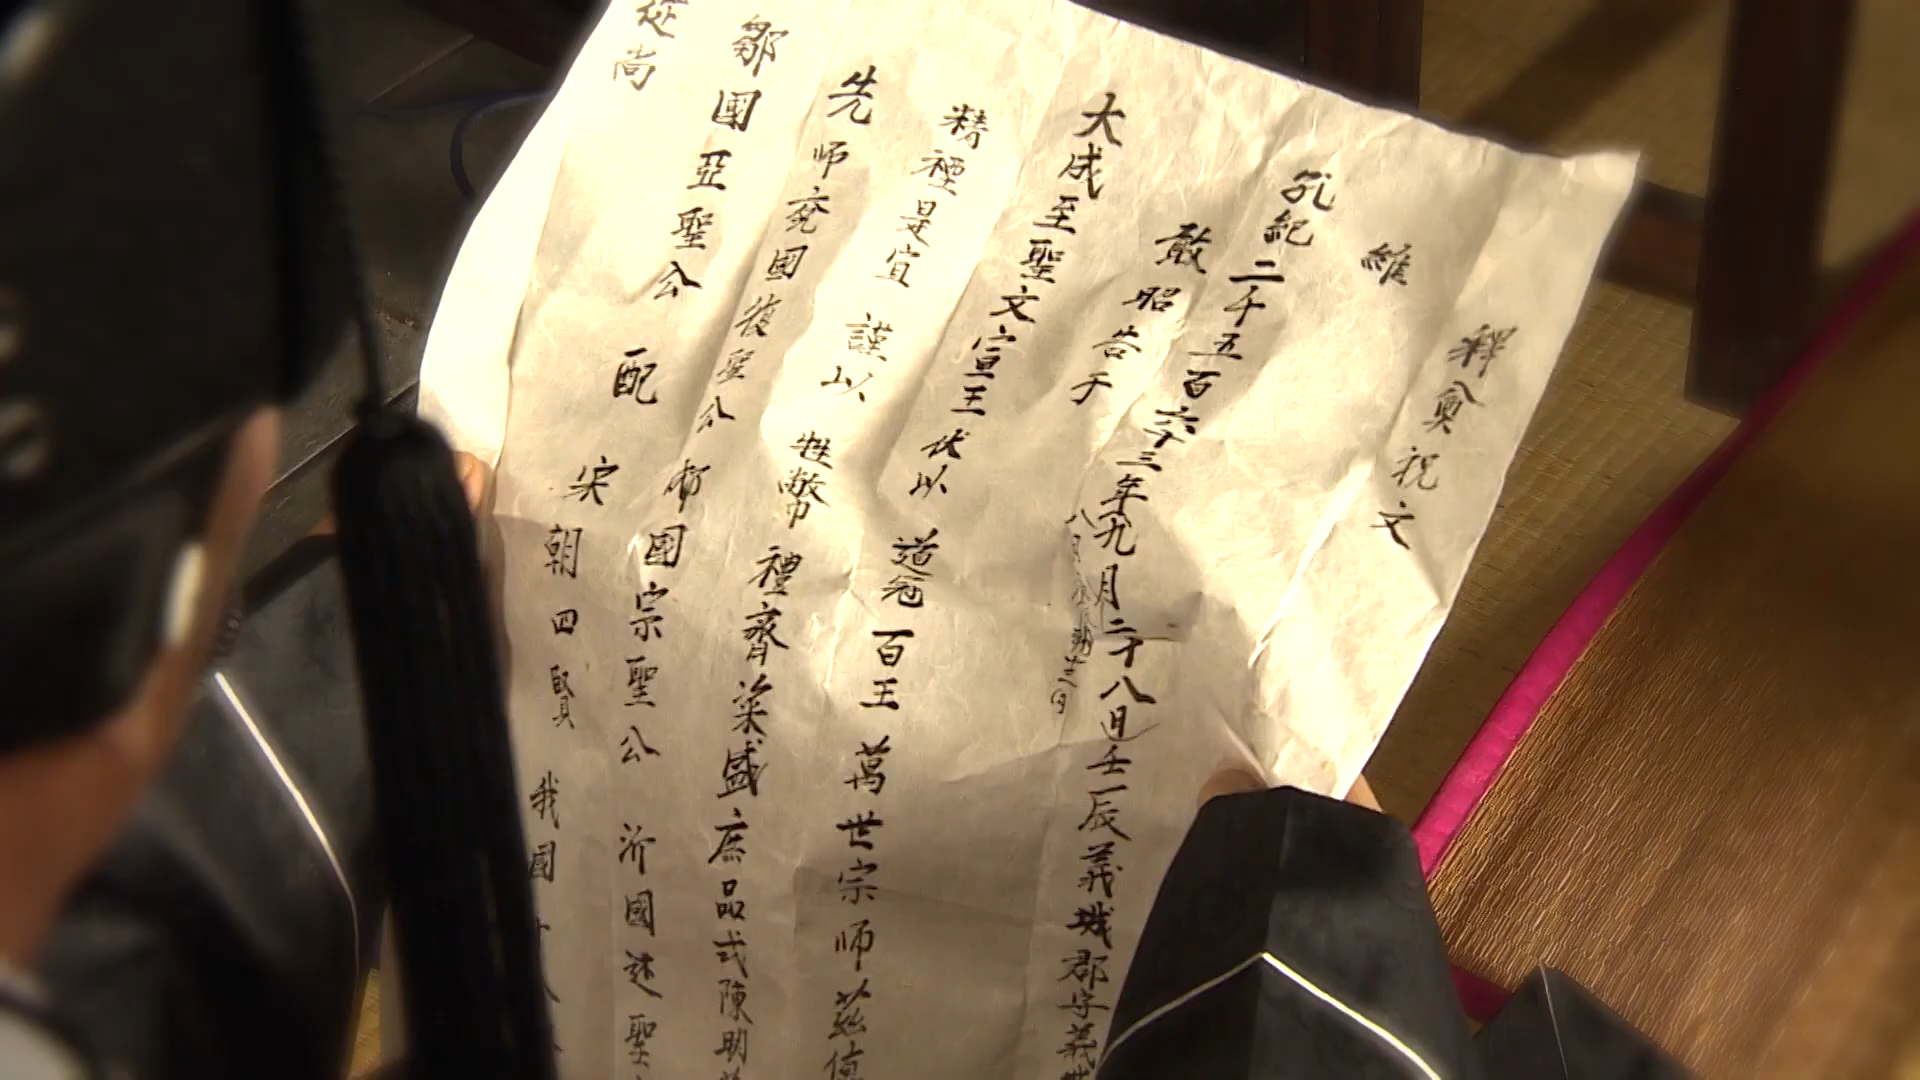 釋奠祝文
維
孔紀二千五百六十三年九月二十八日壬辰義城郡守義
敢昭告于
大成至聖文宣王伏以 道冠百王 萬世宗師 茲値
精禋是宜 謹以 牲幣禮齊粢盛庶品式陳助
先師兗國復聖公 郕國宗聖公 沂國述聖
鄒國亞聖公 配 宋朝四賢 我國
從尚